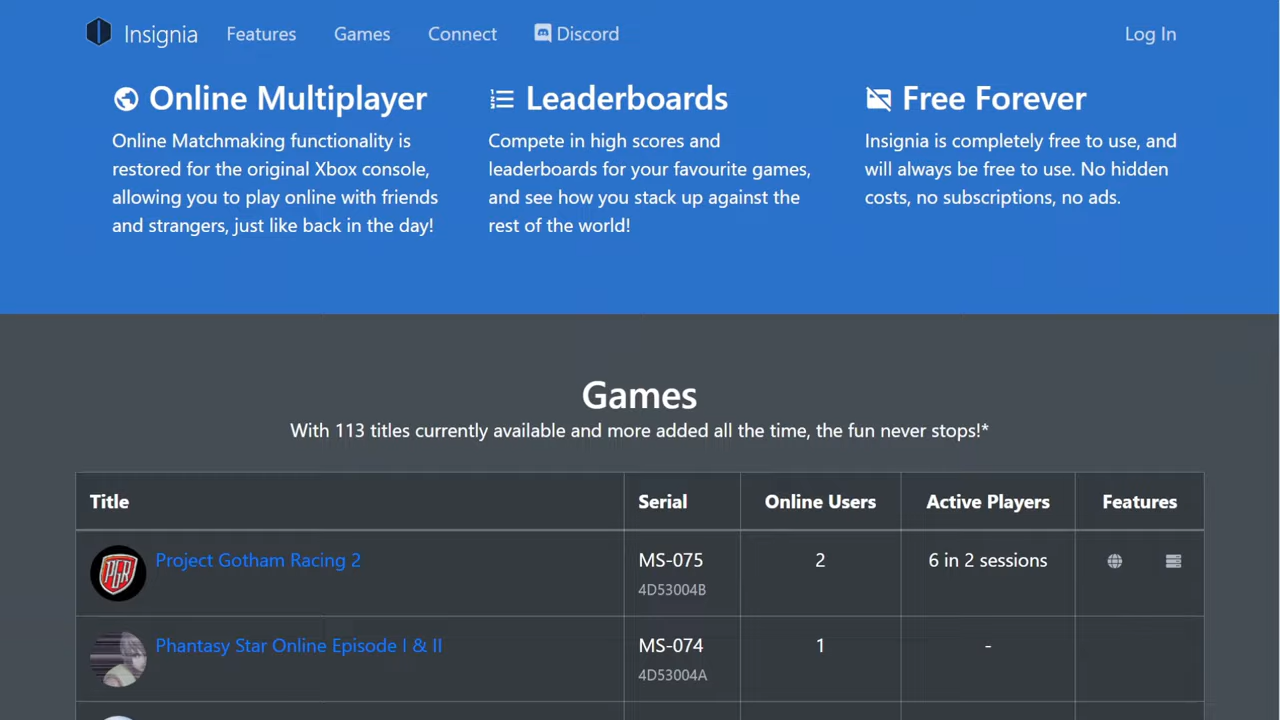 Insignia Features Games Connect Discord Log In
Online Multiplayer
Online Matchmaking functionality is
restored for the original Xbox console,
allowing you to play online with friends
and strangers, just like back in the day!
Leaderboards
Compete in high scores and
leaderboards for your favourite games,
and see how you stack up against the
rest of the world!
Free Forever
Insignia is completely free to use, and
will always be free to use. No hidden
costs, no subscriptions, no ads.
Games
With 113 titles currently available and more added all the time, the fun never stops!*
Title Serial Online Users Active Players Features
PGR Project Gotham Racing 2 MS-075 2 6 in 2 sessions
4D53004B
Phantasy Star Online Episode I & II MS-074 1 -
4D53004A